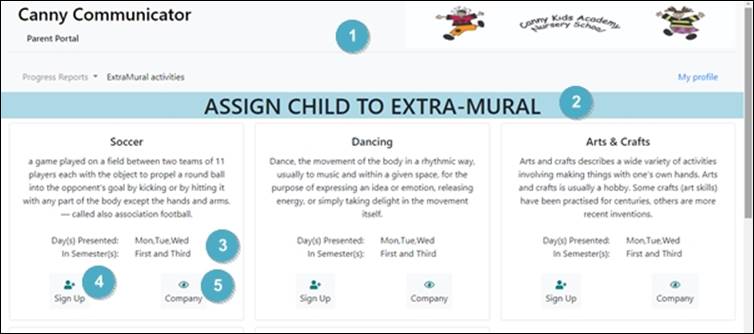 Canny Communicator
Parent Portal
1
Canny Kids Academy
Nursery School
Progress Reports ExtraMural activities My profile
ASSIGN CHILD TO EXTRA-MURAL 2
Soccer
a game played on a field between two teams of 11
players each with the object to propel a round ball
into the opponent's goal by kicking or by hitting it
with any part of the body except the hands and arms.
— called also association football.
Day(s) Presented: Mon,Tue,Wed
In Semester(s): First and Third
3
Sign Up 4
Company 5
Dancing
Dance, the movement of the body in a rhythmic way,
usually to music and within a given space, for the
purpose of expressing an idea or emotion, releasing
energy, or simply taking delight in the movement
itself.
Day(s) Presented: Mon,Tue,Wed
In Semester(s): First and Third
Sign Up
Company
Arts & Crafts
Arts and crafts describes a wide variety of activities
involving making things with one's own hands. Arts
and crafts is usually a hobby. Some crafts (art skills)
have been practised for centuries, others are more
recent inventions.
Day(s) Presented: Mon,Tue,Wed
In Semester(s): First and Third
Sign Up
Company